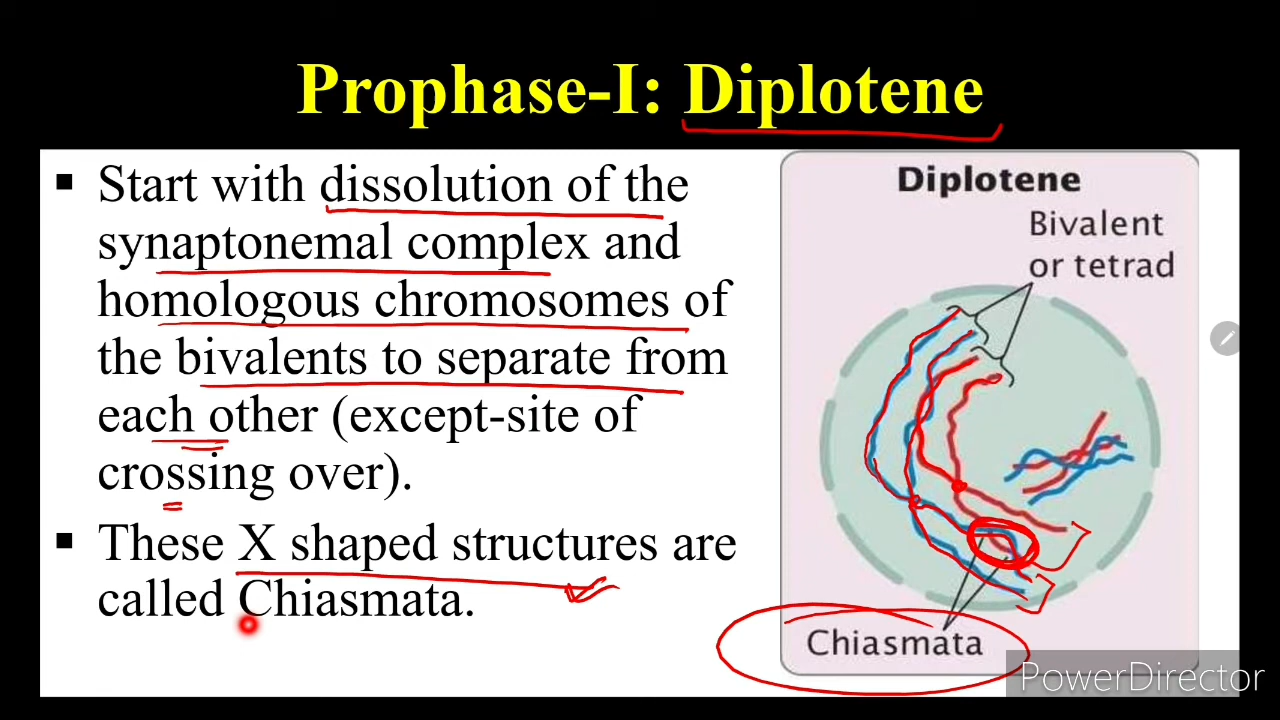 Prophase-I: Diplotene
▪ Start with dissolution of the
synaptonemal complex and
homologous chromosomes of
the bivalents to separate from
each other (except-site of
crossing over).
▪ These X shaped structures are
called Chiasmata.
Diplotene
Bivalent
or tetrad
Chiasmata
PowerDirector